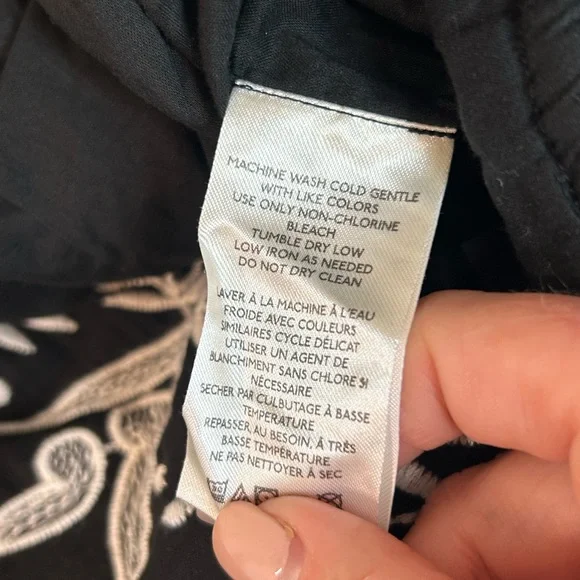 MACHINE WASH COLD GENTLE
WITH LIKE COLORS
USE ONLY NON-CHLORINE
BLEACH
TUMBLE DRY LOW
LOW IRON AS NEEDED
DO NOT DRY CLEAN
LAVER À LA MACHINE À L'EAU
FROIDE AVEC COULEURS
SIMILAIRES CYCLE DÉLICAT
UTILISER UN AGENT DE
BLANCHIMENT SANS CHLORE SI
NÉCESSAIRE
SECHER PAR CULBUTAGE À BASSE
TEMPÉRATURE
REPASSER AU BESOIN, À TRÈS
BASSE TEMPÉRATURE
NE PAS NETTOYER À SEC